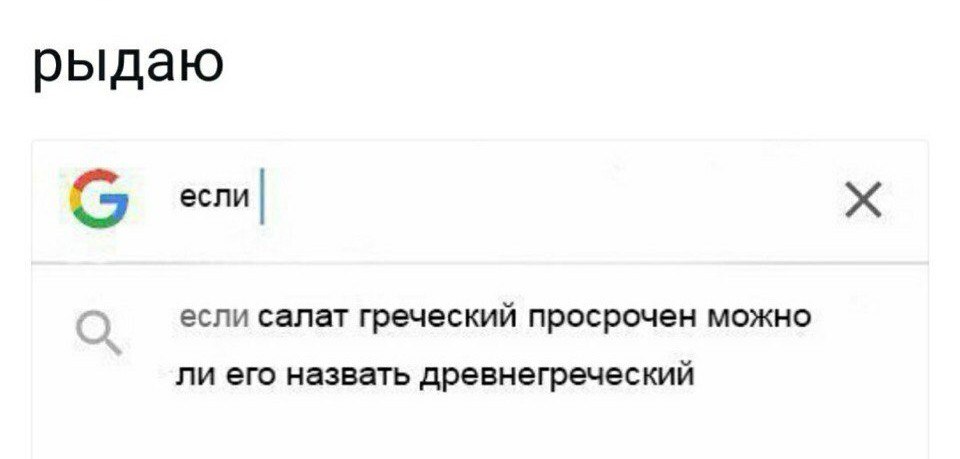 рыдаю
если
если салат греческий просрочен можно
ли его назвать древнегреческий